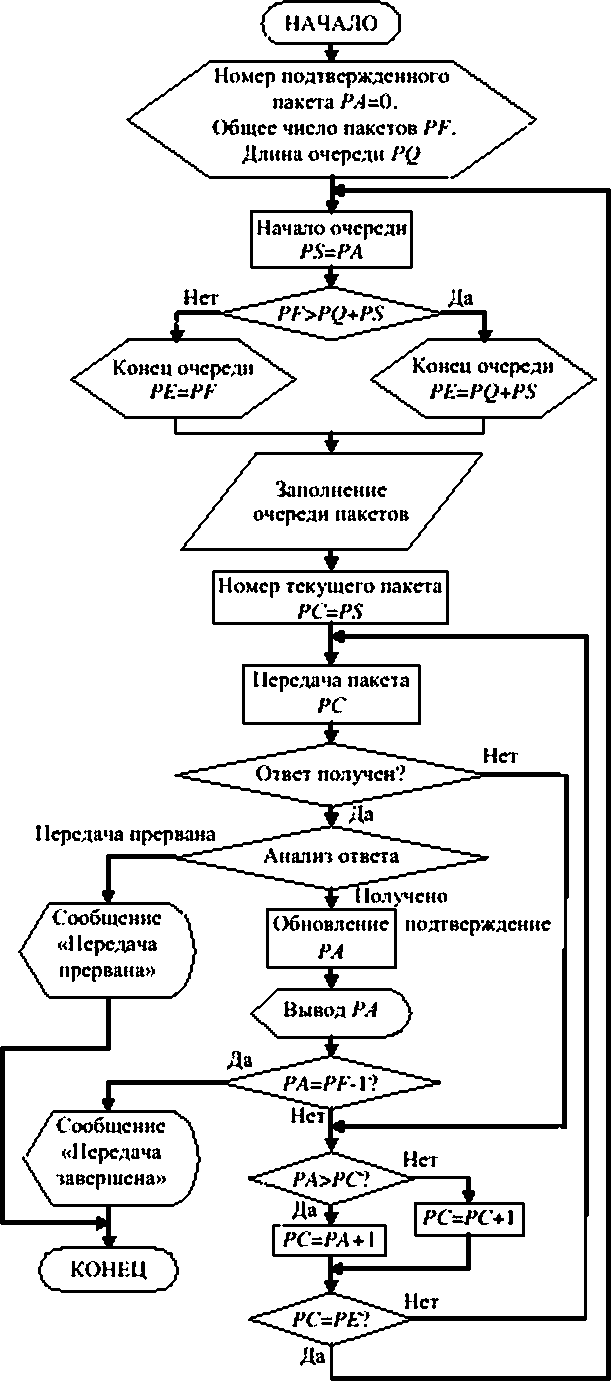 НАЧАЛО
Номер подтвержденного
пакета PA=0.
Общее число пакетов PF.
Длина очереди PQ
Начало очереди
PS=PA
Нет
PF>PQ+PS
Да
Конец очереди
PE=PF
Конец очереди
PE=PQ+PS
Заполнение
очереди пакетов
Номер текущего пакета
PC=PS
Передача пакета
PC
Ответ получен?
Нет
Да
Передача прервана
Анализ ответа
Получено
подтверждение
Сообщение
«Передача
прервана»
Обновление
PA
Вывод PA
Да
PA=PF-1?
Нет
Сообщение
«Передача
завершена»
PA>PC?
Нет
Да
PC=PA+1
PC=PC+1
КОНЕЦ
PC=PE?
Нет
Да